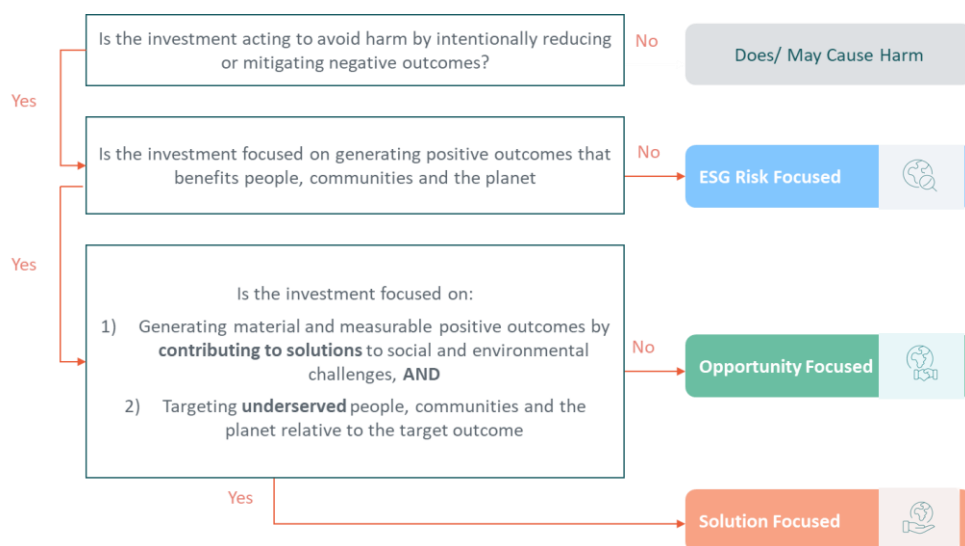 Is the investment acting to avoid harm by intentionally reducing
or mitigating negative outcomes?
No
Does/ May Cause Harm
Yes
Is the investment focused on generating positive outcomes that
benefits people, communities and the planet
No
ESG Risk Focused
Yes
Is the investment focused on:
1) Generating material and measurable positive outcomes by
contributing to solutions to social and environmental
challenges, AND
2) Targeting underserved people, communities and the
planet relative to the target outcome
No
Opportunity Focused
Yes
Solution Focused